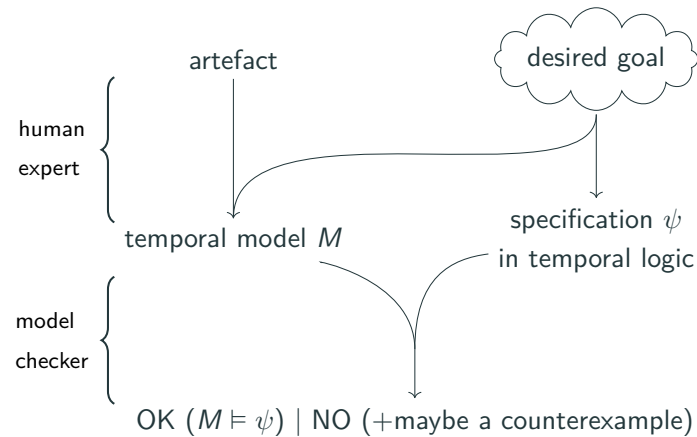 artefact
desired goal
human
expert
temporal model M
specification ψ
in temporal logic
model
checker
OK (M ⊨ ψ) | NO (+maybe a counterexample)